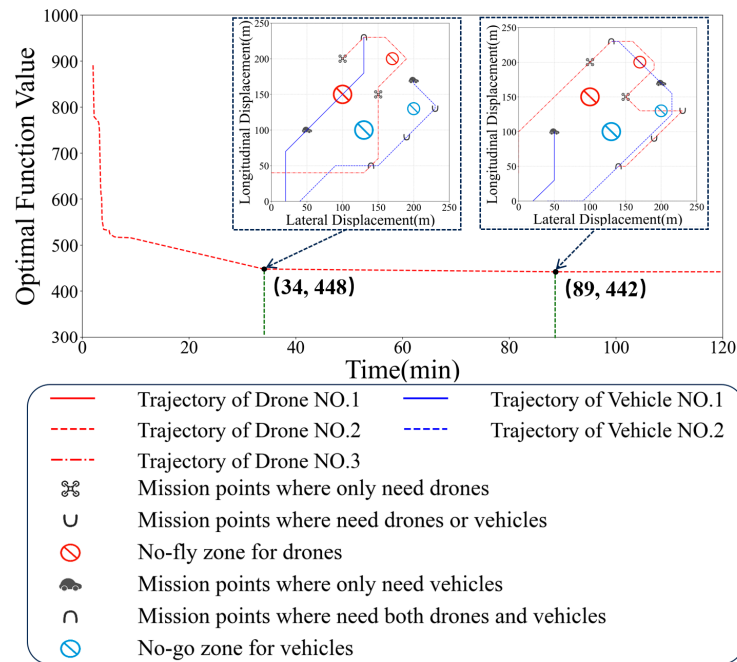 Optimal Function Value
1000
900
800
700
600
500
400
300
0
20
40
60
80
100
120
Time(min)
Longitudinal Displacement(m)
250
200
150
100
50
0
0
50
100
150
200
250
Lateral Displacement(m)
Longitudinal Displacement(m)
250
200
150
100
50
0
0
50
100
150
200
250
Lateral Displacement(m)
(34, 448)
(89, 442)
Trajectory of Drone NO.1
Trajectory of Vehicle NO.1
Trajectory of Drone NO.2
Trajectory of Vehicle NO.2
Trajectory of Drone NO.3
Mission points where only need drones
Mission points where need drones or vehicles
No-fly zone for drones
Mission points where only need vehicles
Mission points where need both drones and vehicles
No-go zone for vehicles